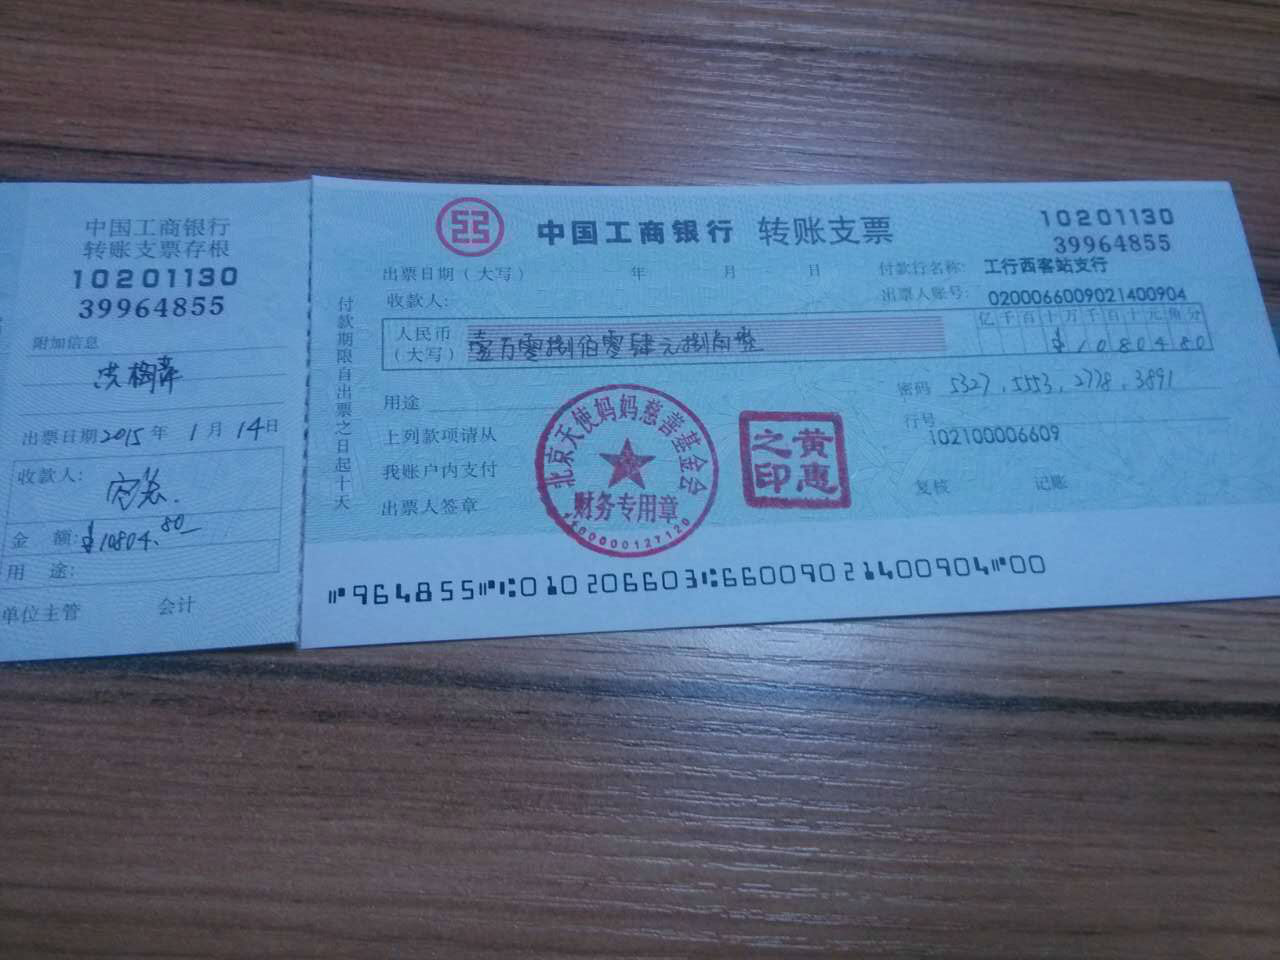 中国工商银行
转账支票存根
10201130
39964855
附加信息
洪梅萍
出票日期2015年1月14日
收款人:
金 额:¥10804.80
用 途:
单位主管 会计
中国工商银行 转账支票
10201130
39964855
出票日期(大写) 年 月 日
付款行名称: 工行西客站支行
收款人:
出票人账号: 0200066009021400904
人民币
(大写)
壹万零捌佰零肆元捌角整
亿千百十万千百十元角分
¥1080480
付款期限自出票之日起十天
用途
密码 5327.5553.2778.3891
行号
102100006609
上列款项请从
我账户内支付
出票人签章
复核 记账
北京天使妈妈慈善基金会
财务专用章
黄惠
之印
964855 010206603 66009021400904 00